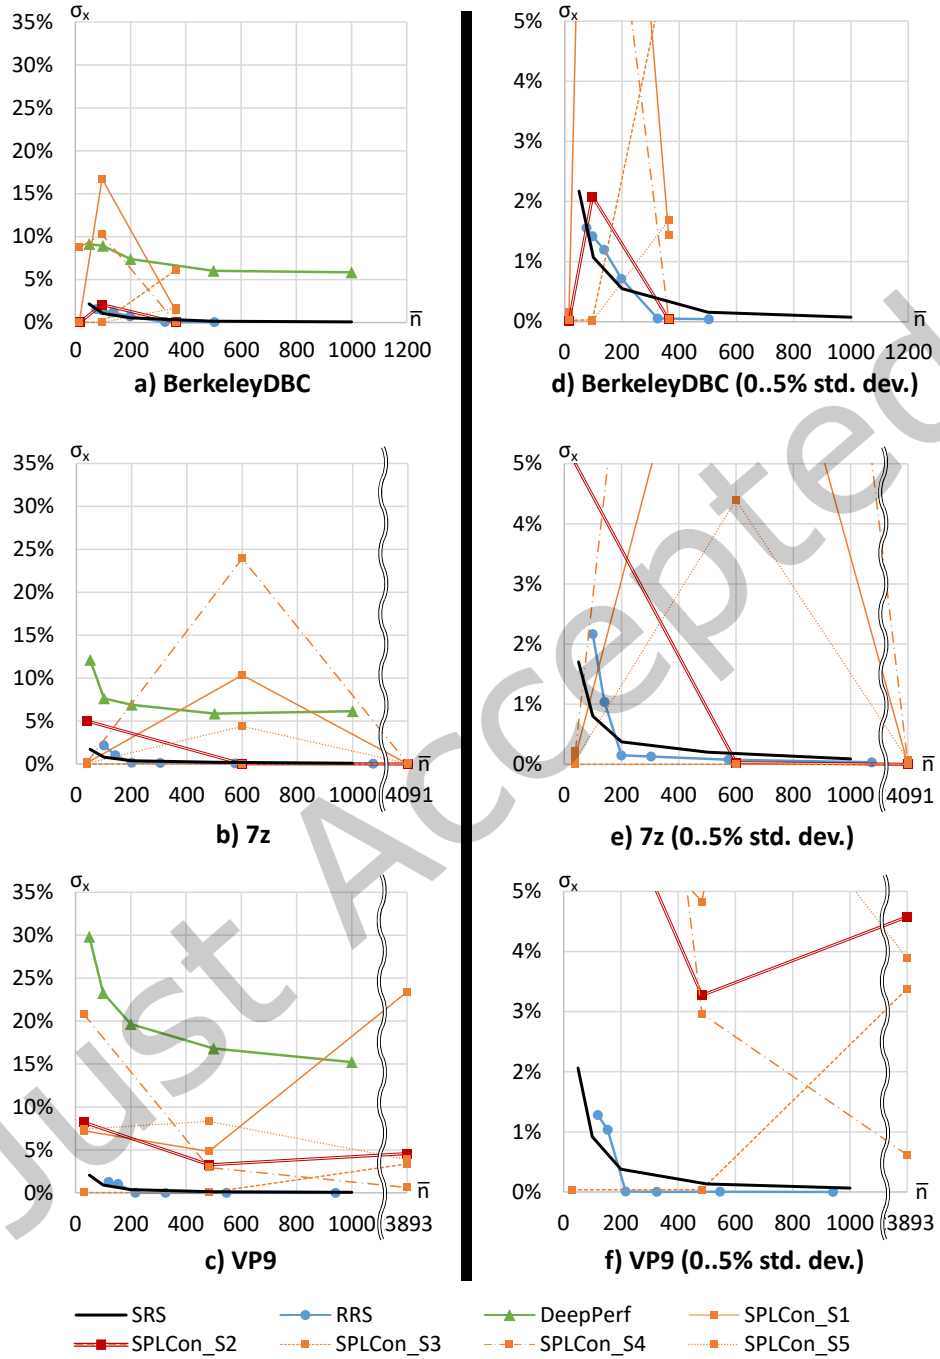 σx
35%
30%
25%
20%
15%
10%
5%
0%
0 200 400 600 800 1000 1200
n̅
a) BerkeleyDBC
σx
5%
4%
3%
2%
1%
0%
0 200 400 600 800 1000 1200
n̅
d) BerkeleyDBC (0..5% std. dev.)
σx
35%
30%
25%
20%
15%
10%
5%
0%
0 200 400 600 800 1000 4091
n̅
b) 7z
σx
5%
4%
3%
2%
1%
0%
0 200 400 600 800 1000 4091
n̅
e) 7z (0..5% std. dev.)
σx
35%
30%
25%
20%
15%
10%
5%
0%
0 200 400 600 800 1000 3893
n̅
c) VP9
σx
5%
4%
3%
2%
1%
0%
0 200 400 600 800 1000 3893
n̅
f) VP9 (0..5% std. dev.)
SRS RRS DeepPerf SPLCon_S1
SPLCon_S2 SPLCon_S3 SPLCon_S4 SPLCon_S5
Just Accepted